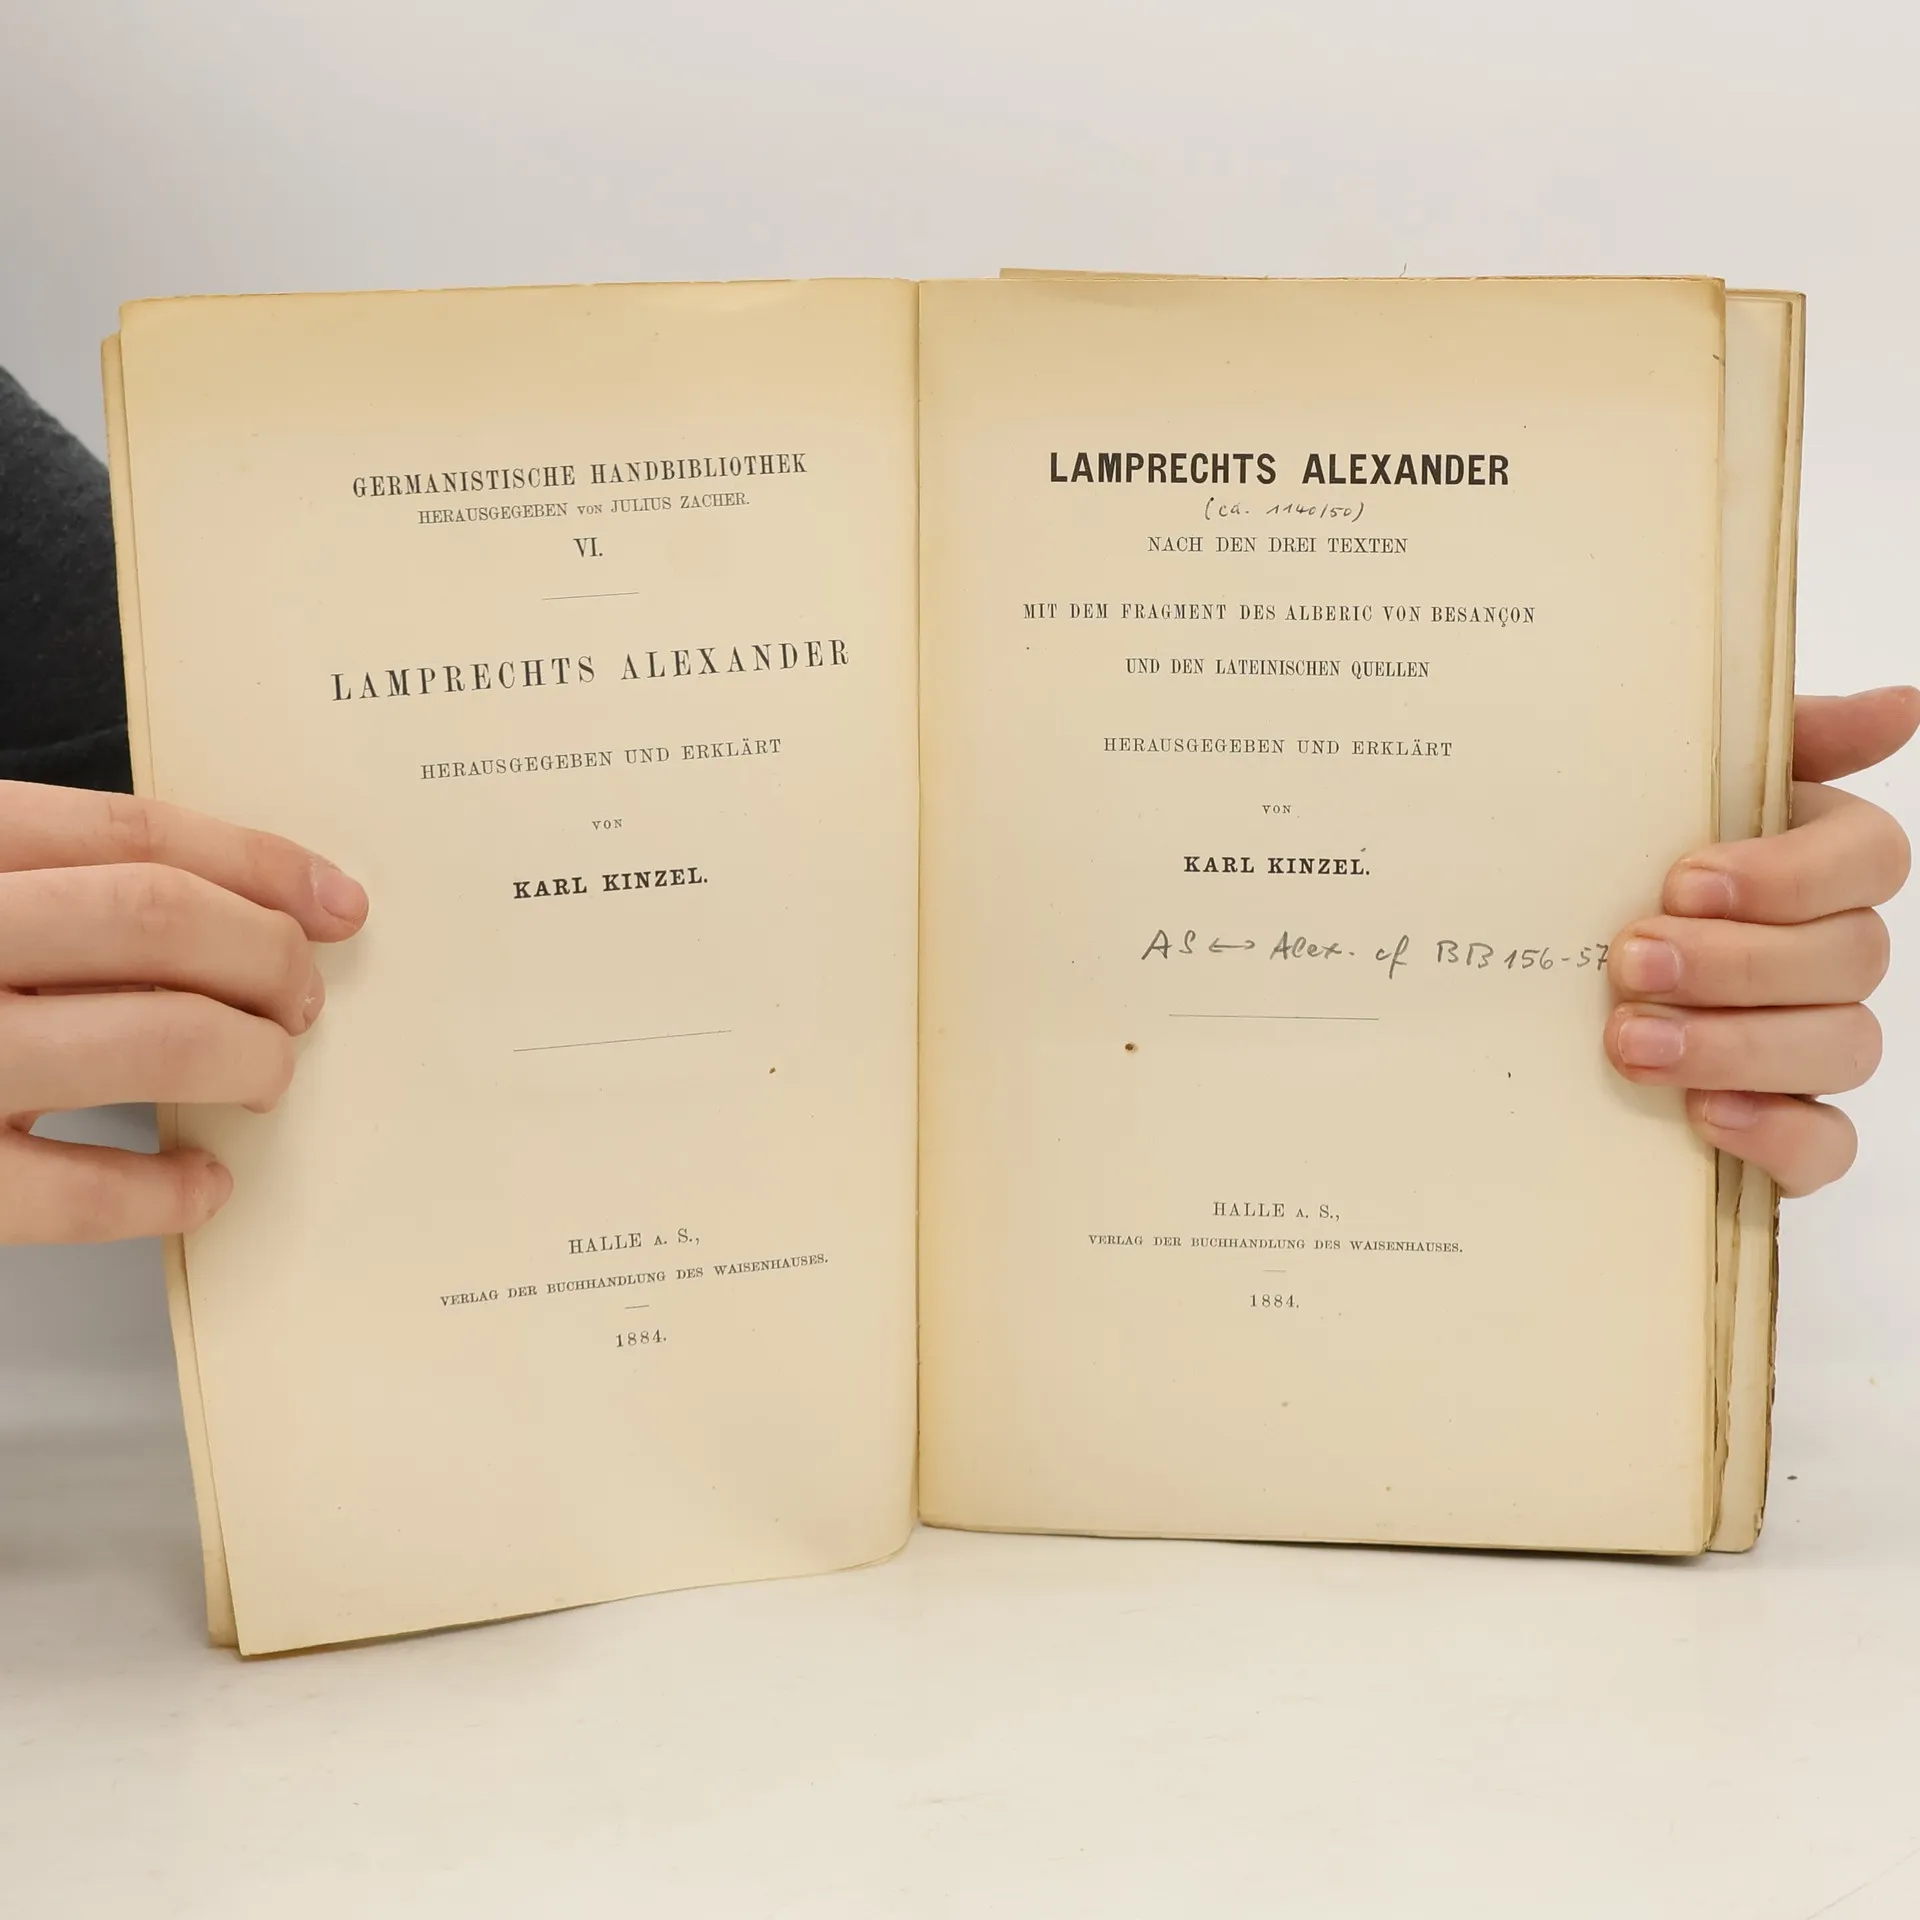 GERMANISTISCHE HANDBIBLIOTHEK
HERAUSGEGEBEN VON JULIUS ZACHER.
VI.
LAMPRECHTS ALEXANDER
HERAUSGEGEBEN UND ERKLÄRT
VON
KARL KINZEL.
HALLE A. S.,
VERLAG DER BUCHHANDLUNG DES WAISENHAUSES.
1884.
LAMPRECHTS ALEXANDER
(ca. 1140/50)
NACH DEN DREI TEXTEN
MIT DEM FRAGMENT DES ALBERIC VON BESANÇON
UND DEN LATEINISCHEN QUELLEN
HERAUSGEGEBEN UND ERKLÄRT
VON
KARL KINZEL.
AS ↔ Alex. cf BB 156-57
HALLE A. S.,
VERLAG DER BUCHHANDLUNG DES WAISENHAUSES.
1884.